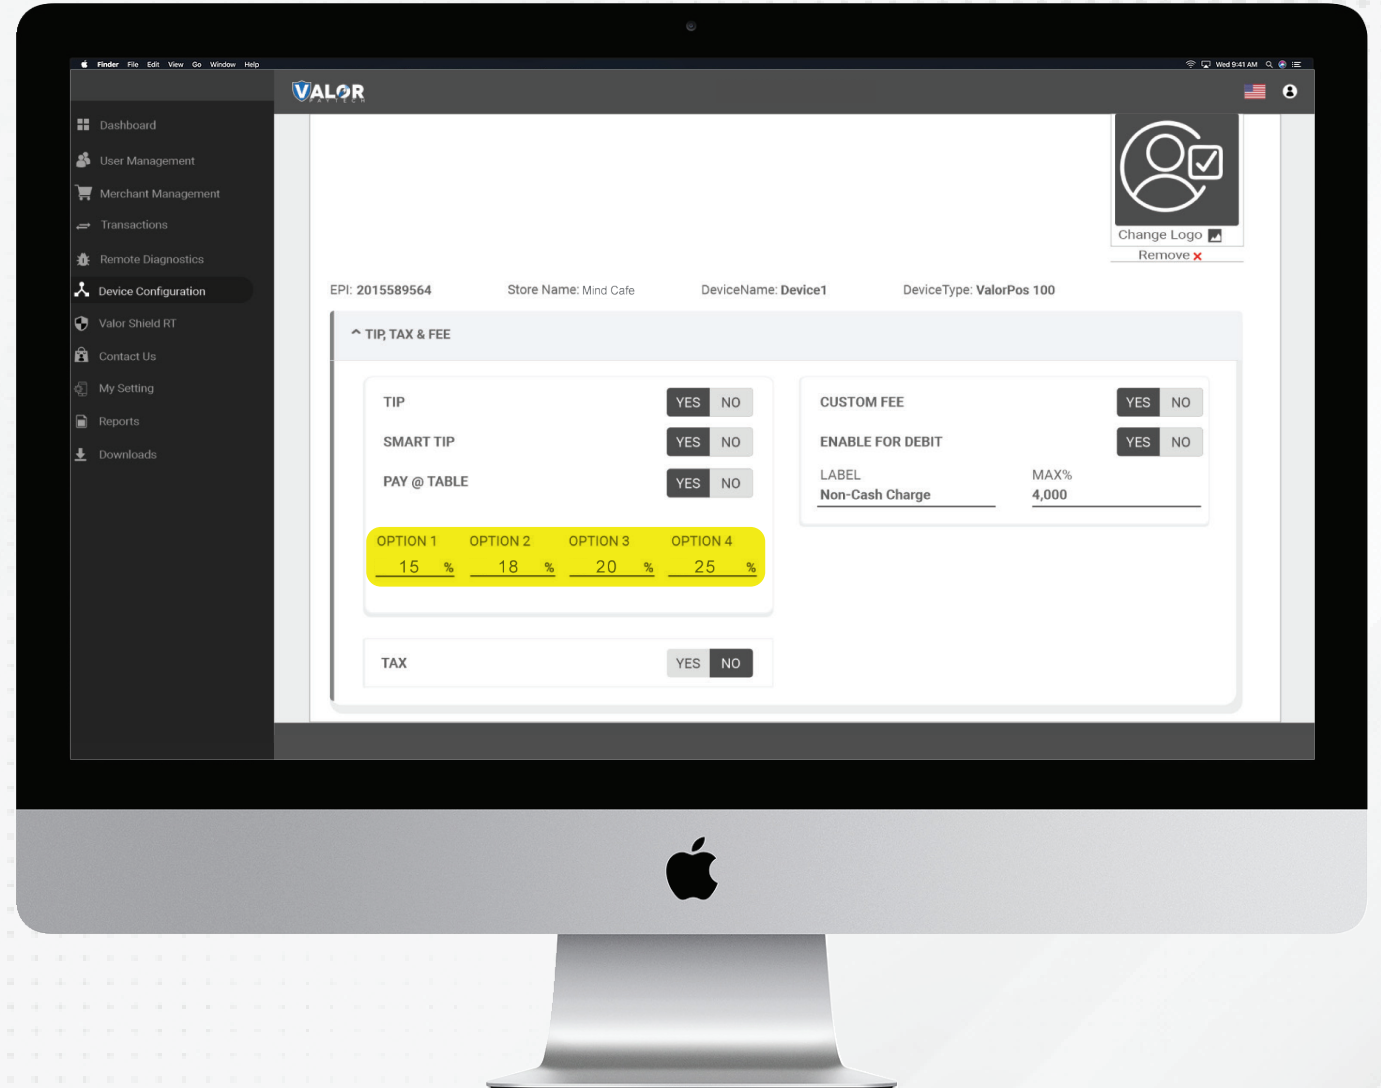 Finder File Edit View Go Window Help
Wed 9:41 AM
VALOR
PAYTECH
Dashboard
User Management
Merchant Management
Transactions
Remote Diagnostics
Device Configuration
Valor Shield RT
Contact Us
My Setting
Reports
Downloads
Change Logo
Remove ×
EPI: 2015589564 Store Name: Mind Cafe DeviceName: Device1 DeviceType: ValorPos 100
TIP, TAX & FEE
TIP YES NO
SMART TIP YES NO
PAY @ TABLE YES NO
OPTION 1 OPTION 2 OPTION 3 OPTION 4
15 % 18 % 20 % 25 %
TAX YES NO
CUSTOM FEE YES NO
ENABLE FOR DEBIT YES NO
LABEL MAX%
Non-Cash Charge 4,000